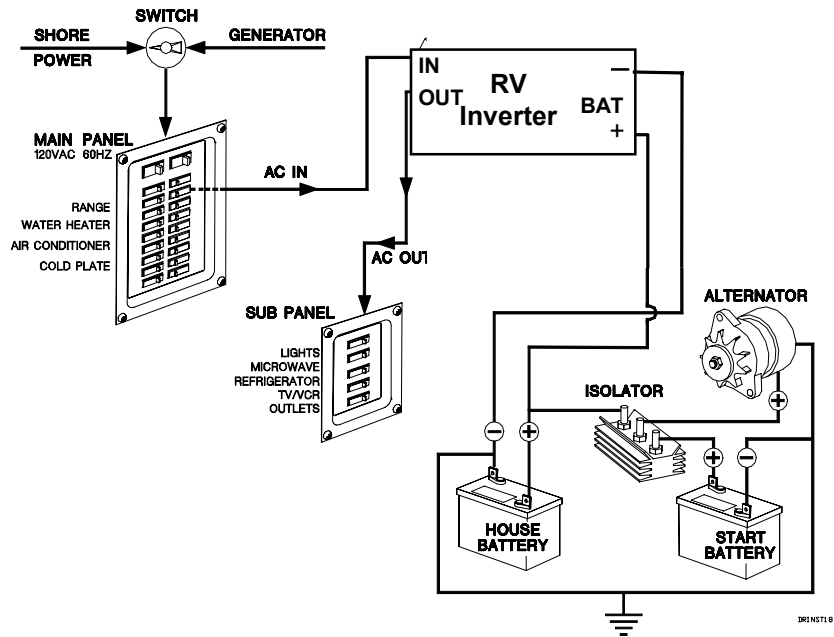 SWITCH
SHORE
POWER
GENERATOR
IN
OUT
RV
Inverter
BAT
−
+
MAIN PANEL
120VAC 60HZ
AC IN
RANGE
WATER HEATER
AIR CONDITIONER
COLD PLATE
AC OUT
SUB PANEL
LIGHTS
MICROWAVE
REFRIGERATOR
TV/VCR
OUTLETS
ALTERNATOR
+
ISOLATOR
−
+
+
−
HOUSE
BATTERY
START
BATTERY
DRINST1B